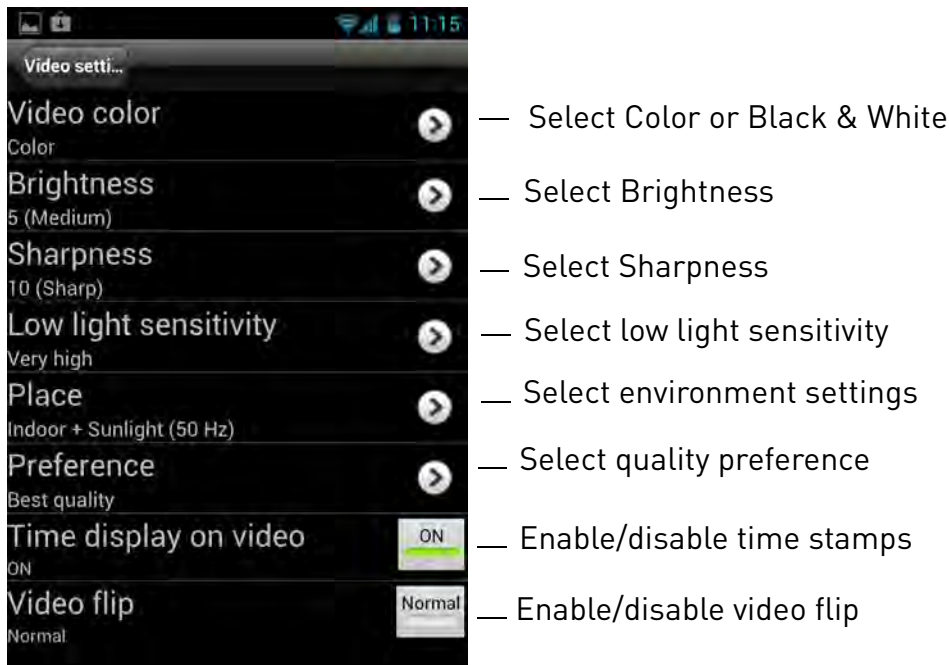 11:15
Video setti...
Video color
Color
Select Color or Black & White
Brightness
5 (Medium)
Select Brightness
Sharpness
10 (Sharp)
Select Sharpness
Low light sensitivity
Very high
Select low light sensitivity
Place
Indoor + Sunlight (50 Hz)
Select environment settings
Preference
Best quality
Select quality preference
Time display on video
ON
ON
Enable/disable time stamps
Video flip
Normal
Normal
Enable/disable video flip